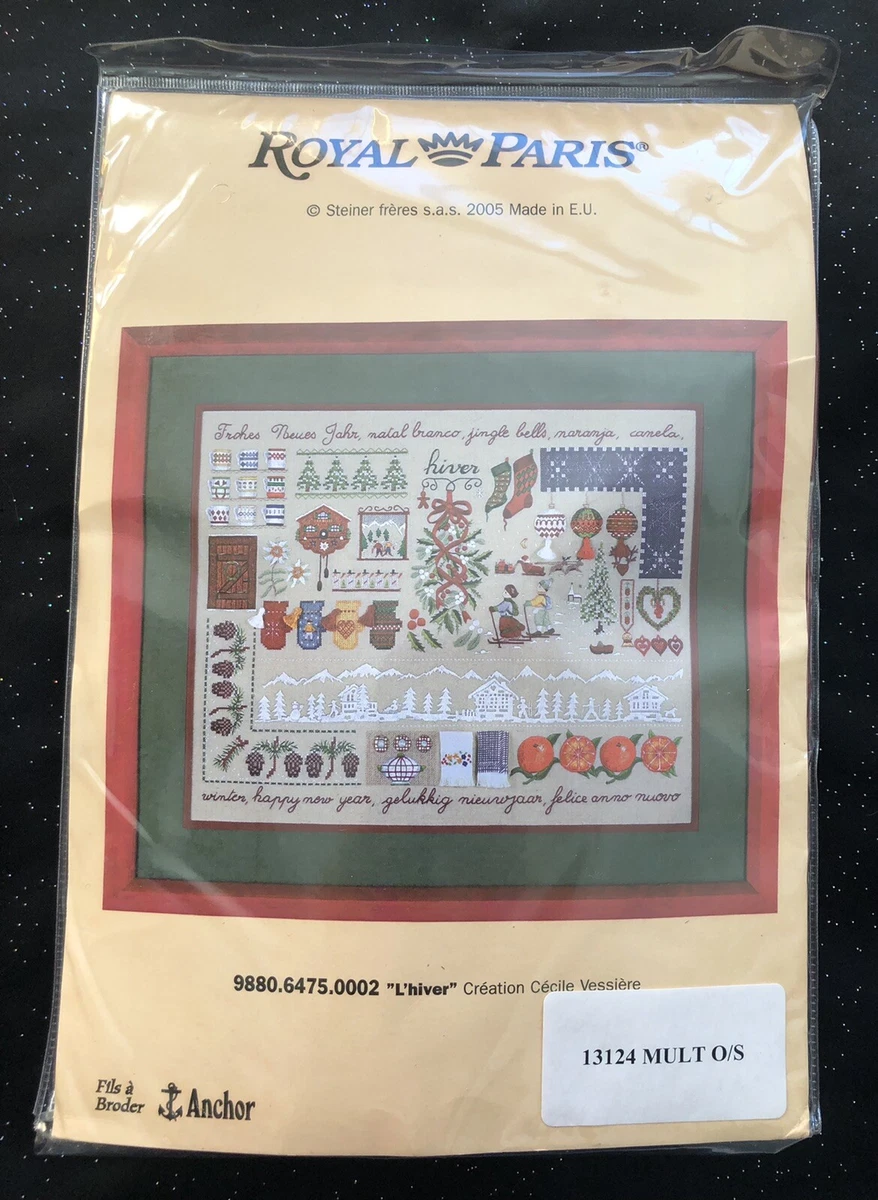 ROYAL PARIS®
© Steiner frères s.a.s. 2005 Made in E.U.
Frohes Neues Jahr, natal branco, jingle bells, naranja, canela,
hiver
winter, happy new year, gelukkig nieuwjaar, felice anno nuovo
9880.6475.0002 "L'hiver" Création Cécile Vessière
13124 MULT O/S
Fils à
Broder
Anchor